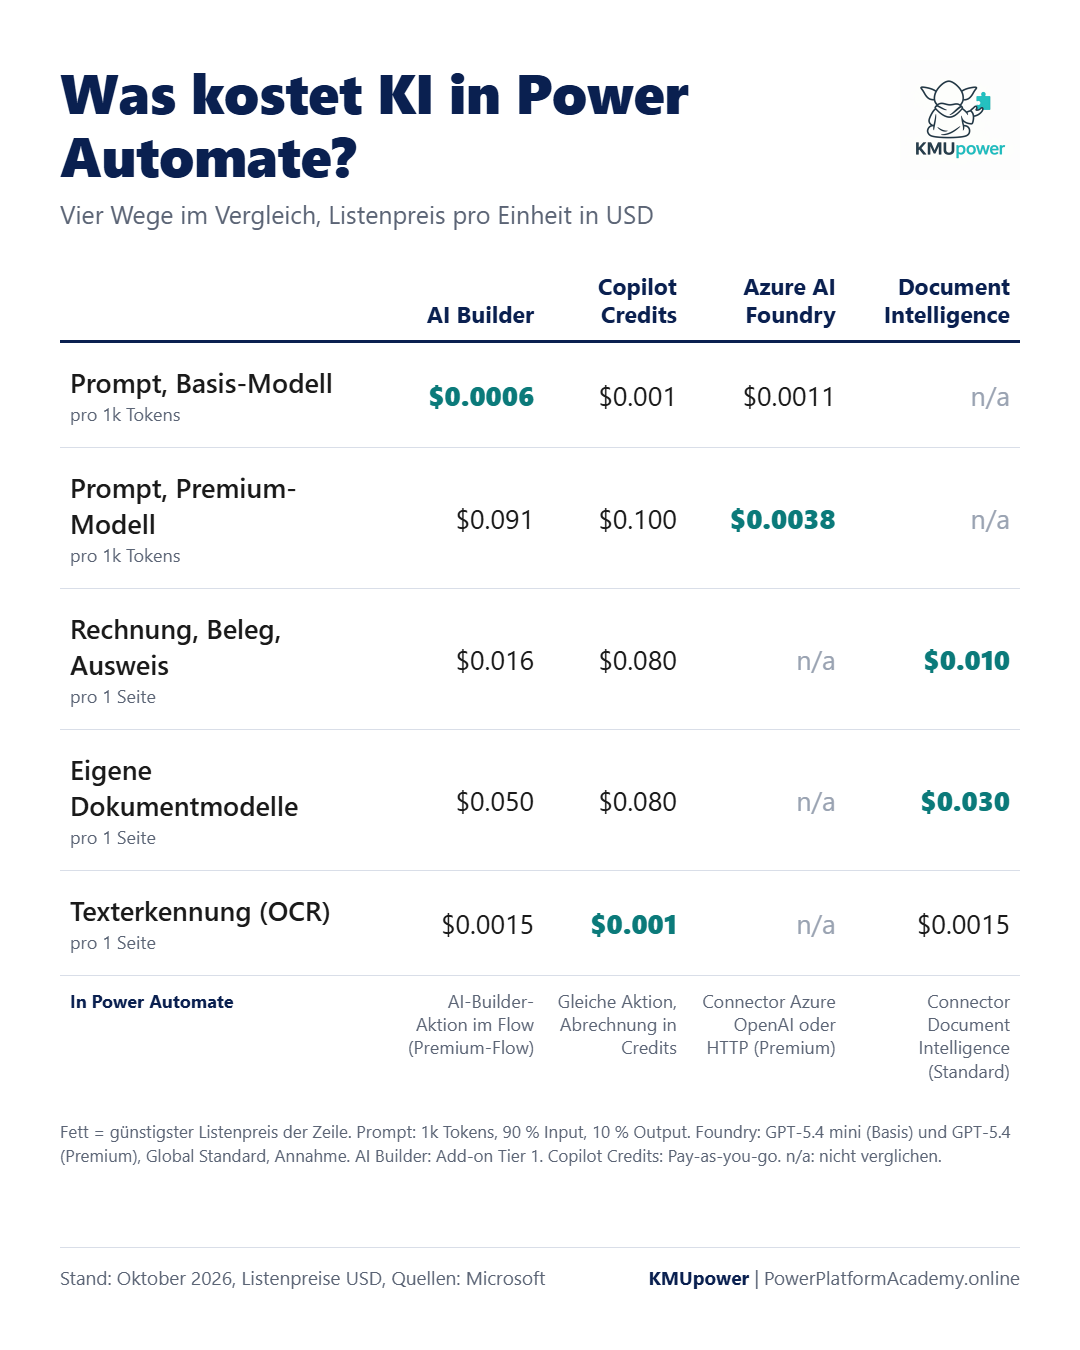 Was kostet KI in Power
Automate?
KMUpower
Vier Wege im Vergleich, Listenpreis pro Einheit in USD
AI Builder
Copilot
Credits
Azure AI
Foundry
Document
Intelligence
Prompt, Basis-Modell
pro 1k Tokens
$0.0006
$0.001
$0.0011
n/a
Prompt, Premium-
Modell
pro 1k Tokens
$0.091
$0.100
$0.0038
n/a
Rechnung, Beleg,
Ausweis
pro 1 Seite
$0.016
$0.080
n/a
$0.010
Eigene
Dokumentmodelle
pro 1 Seite
$0.050
$0.080
n/a
$0.030
Texterkennung (OCR)
pro 1 Seite
$0.0015
$0.001
n/a
$0.0015
In Power Automate
AI-Builder-
Aktion im Flow
(Premium-Flow)
Gleiche Aktion,
Abrechnung in
Credits
Connector Azure
OpenAI oder
HTTP (Premium)
Connector
Document
Intelligence
(Standard)
Fett = günstigster Listenpreis der Zeile. Prompt: 1k Tokens, 90 % Input, 10 % Output. Foundry: GPT-5.4 mini (Basis) und GPT-5.4
(Premium), Global Standard, Annahme. AI Builder: Add-on Tier 1. Copilot Credits: Pay-as-you-go. n/a: nicht verglichen.
Stand: Oktober 2026, Listenpreise USD, Quellen: Microsoft
KMUpower | PowerPlatformAcademy.online